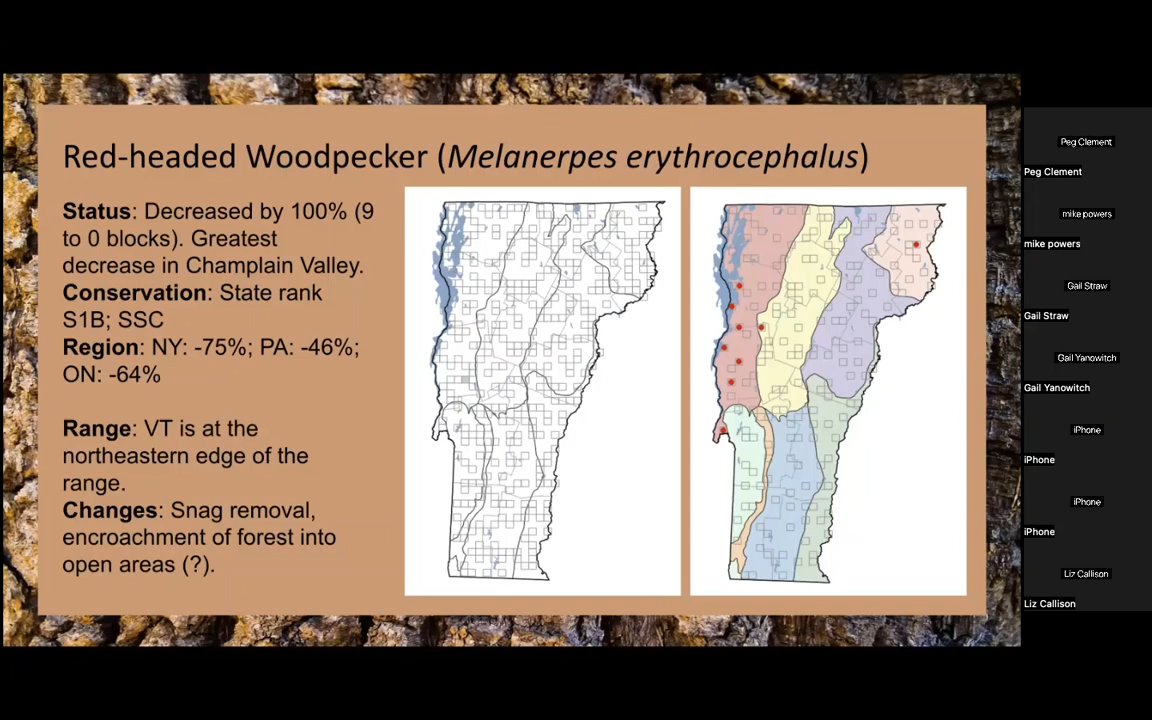 Red-headed Woodpecker (Melanerpes erythrocephalus)
Status: Decreased by 100% (9
to 0 blocks). Greatest
decrease in Champlain Valley.
Conservation: State rank
S1B; SSC
Region: NY: -75%; PA: -46%;
ON: -64%
Range: VT is at the
northeastern edge of the
range.
Changes: Snag removal,
encroachment of forest into
open areas (?).
Peg Clement
Peg Clement
mike powers
mike powers
Gail Straw
Gail Straw
Gail Yanowitch
Gail Yanowitch
iPhone
iPhone
iPhone
iPhone
Liz Callison
Liz Callison